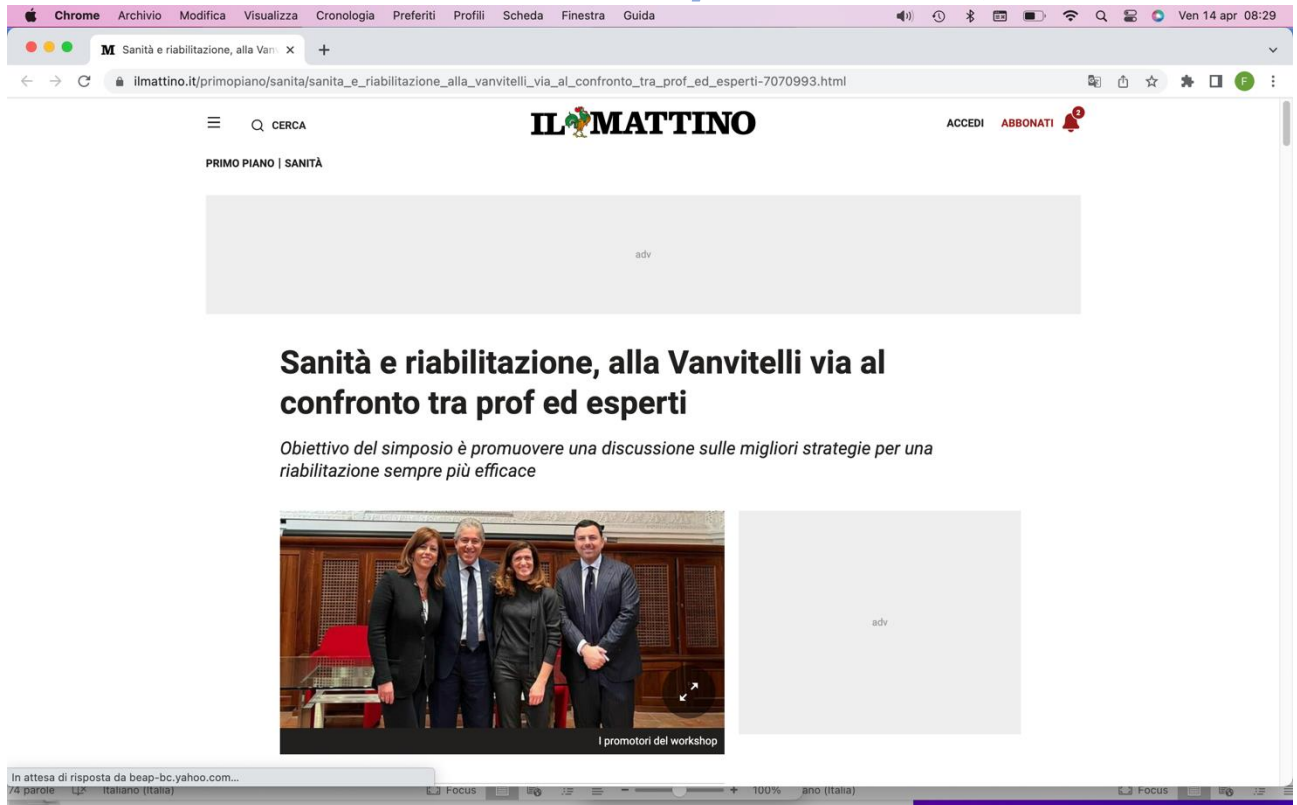 Chrome Archivio Modifica Visualizza Cronologia Preferiti Profili Scheda Finestra Guida Ven 14 apr 08:29
M Sanità e riabilitazione, alla Vanv
ilmattino.it/primopiano/sanita/sanita_e_riabilitazione_alla_vanvitelli_via_al_confronto_tra_prof_ed_esperti-7070993.html F
CERCA IL MATTINO ACCEDI ABBONATI 2
PRIMO PIANO | SANITÀ
adv
Sanità e riabilitazione, alla Vanvitelli via al
confronto tra prof ed esperti
Obiettivo del simposio è promuovere una discussione sulle migliori strategie per una
riabilitazione sempre più efficace
adv
I promotori del workshop
In attesa di risposta da beap-bc.yahoo.com...
74 parole Italiano (Italia) Focus 100% ano (Italia) Focus